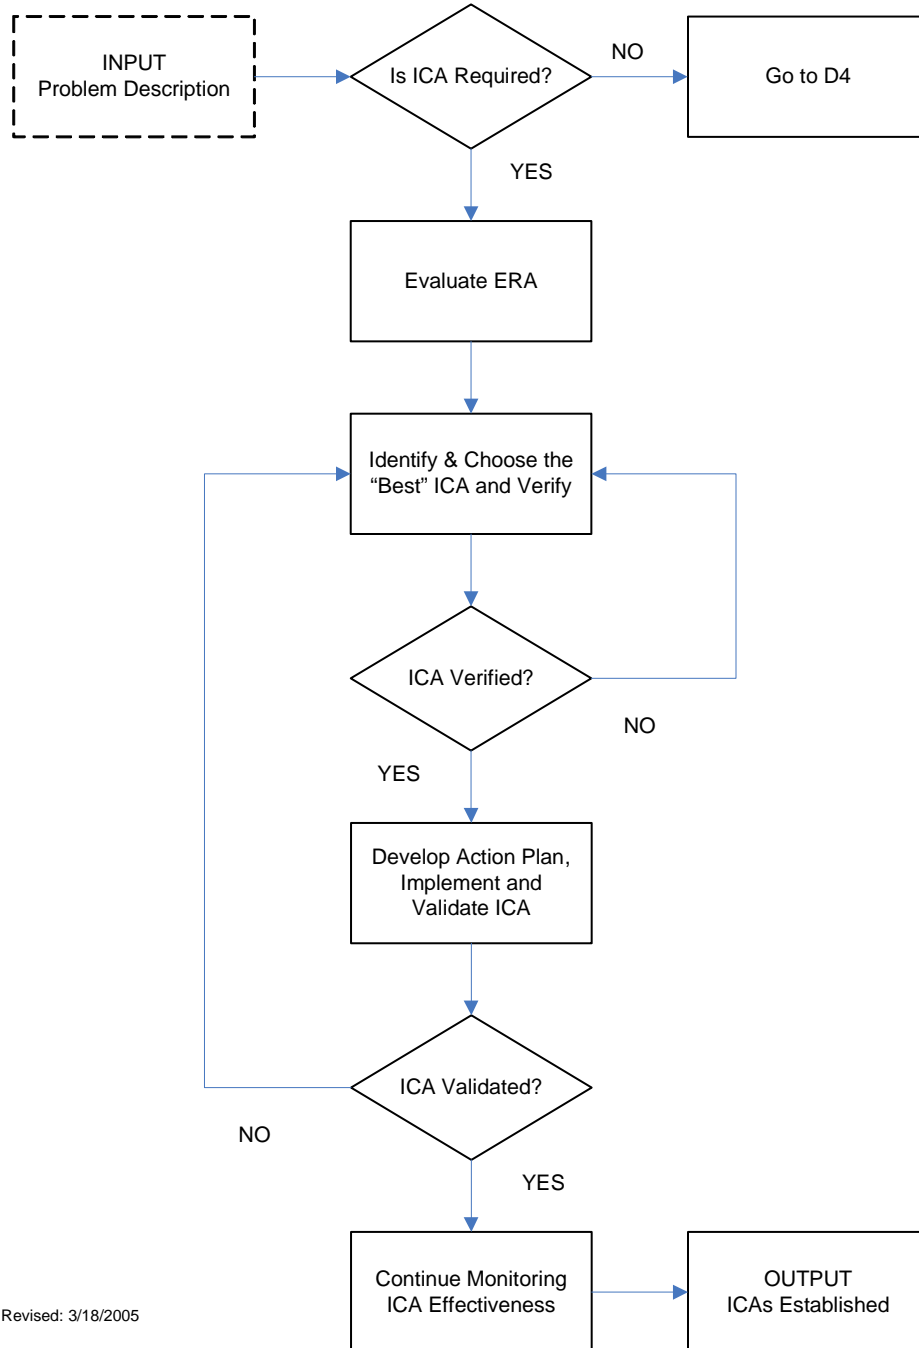 INPUT
Problem Description
Is ICA Required?
NO
Go to D4
YES
Evaluate ERA
Identify & Choose the
“Best” ICA and Verify
ICA Verified?
NO
YES
Develop Action Plan,
Implement and
Validate ICA
ICA Validated?
NO
YES
Continue Monitoring
ICA Effectiveness
OUTPUT
ICAs Established
Revised: 3/18/2005